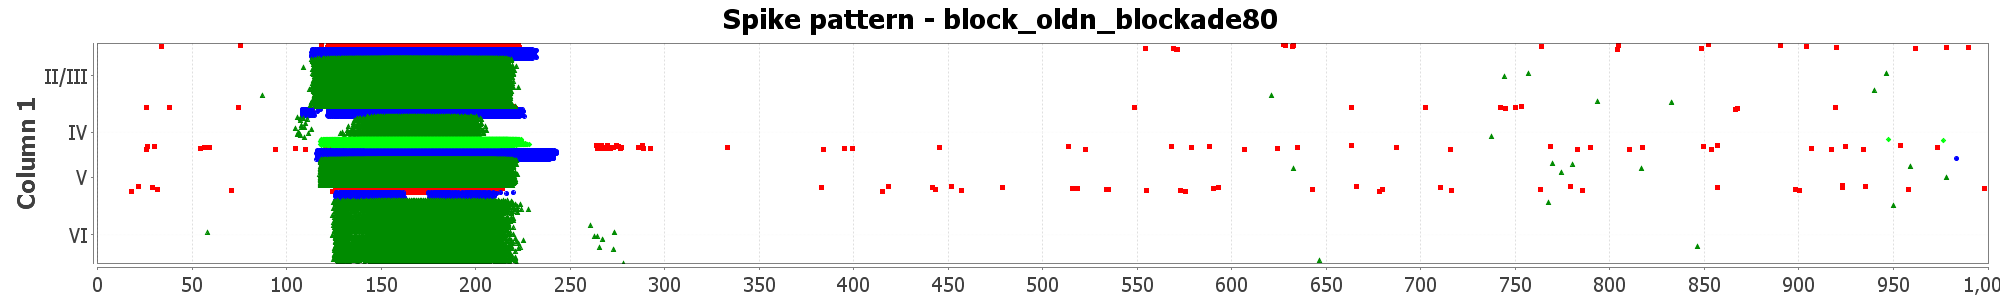 Spike pattern - block_oldn_blockade80
Column 1
II/III
IV
V
VI
0 50 100 150 200 250 300 350 400 450 500 550 600 650 700 750 800 850 900 950 1,00